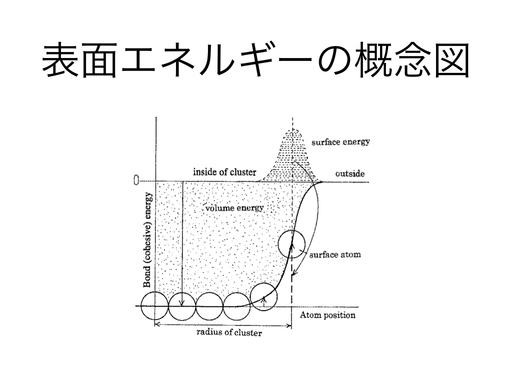 表面エネルギーの概念図
surface energy
inside of cluster
outside
0
volume energy
Bond (cohesive) energy
surface atom
Atom position
radius of cluster